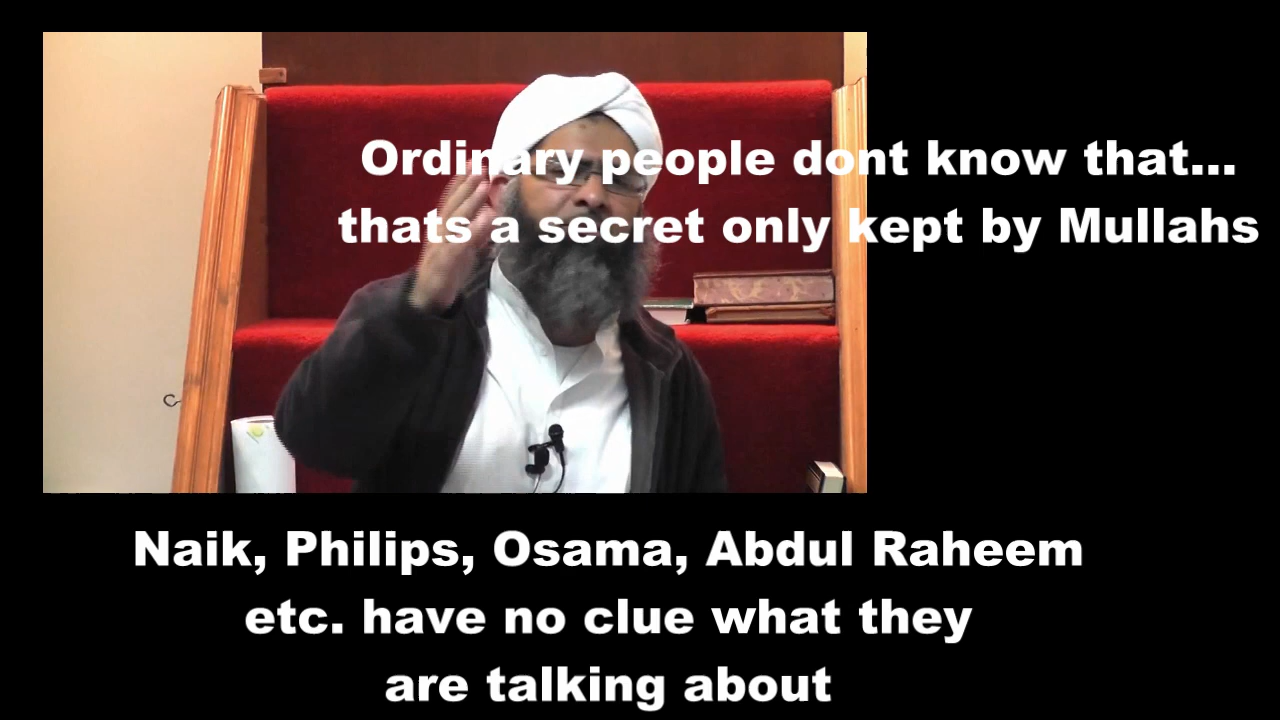 Ordinary people dont know that...
thats a secret only kept by Mullahs
Naik, Philips, Osama, Abdul Raheem
etc. have no clue what they
are talking about